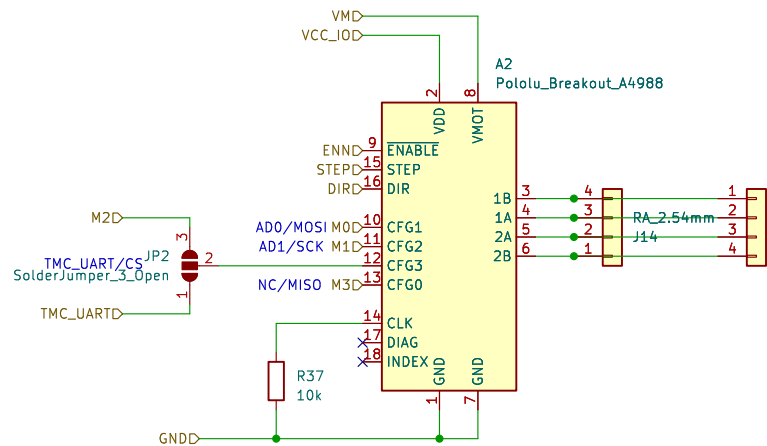 VM
VCC_IO
A2
Pololu_Breakout_A4988
2
8
VDD
VMOT
ENN 9 ENABLE
STEP 15 STEP
DIR 16 DIR
1B 3 4 1
1A 4 3 RA_2.54mm 2
2A 5 2 J14 3
2B 6 1 4
AD0/MOSI M0 10 CFG1
AD1/SCK M1 11 CFG2
12 CFG3
NC/MISO M3 13 CFG0
M2
3
JP2
TMC_UART/CS
2
SolderJumper_3_Open
1
TMC_UART
14 CLK
17 DIAG
18 INDEX
R37
10k
GND
GND
1
7
GND